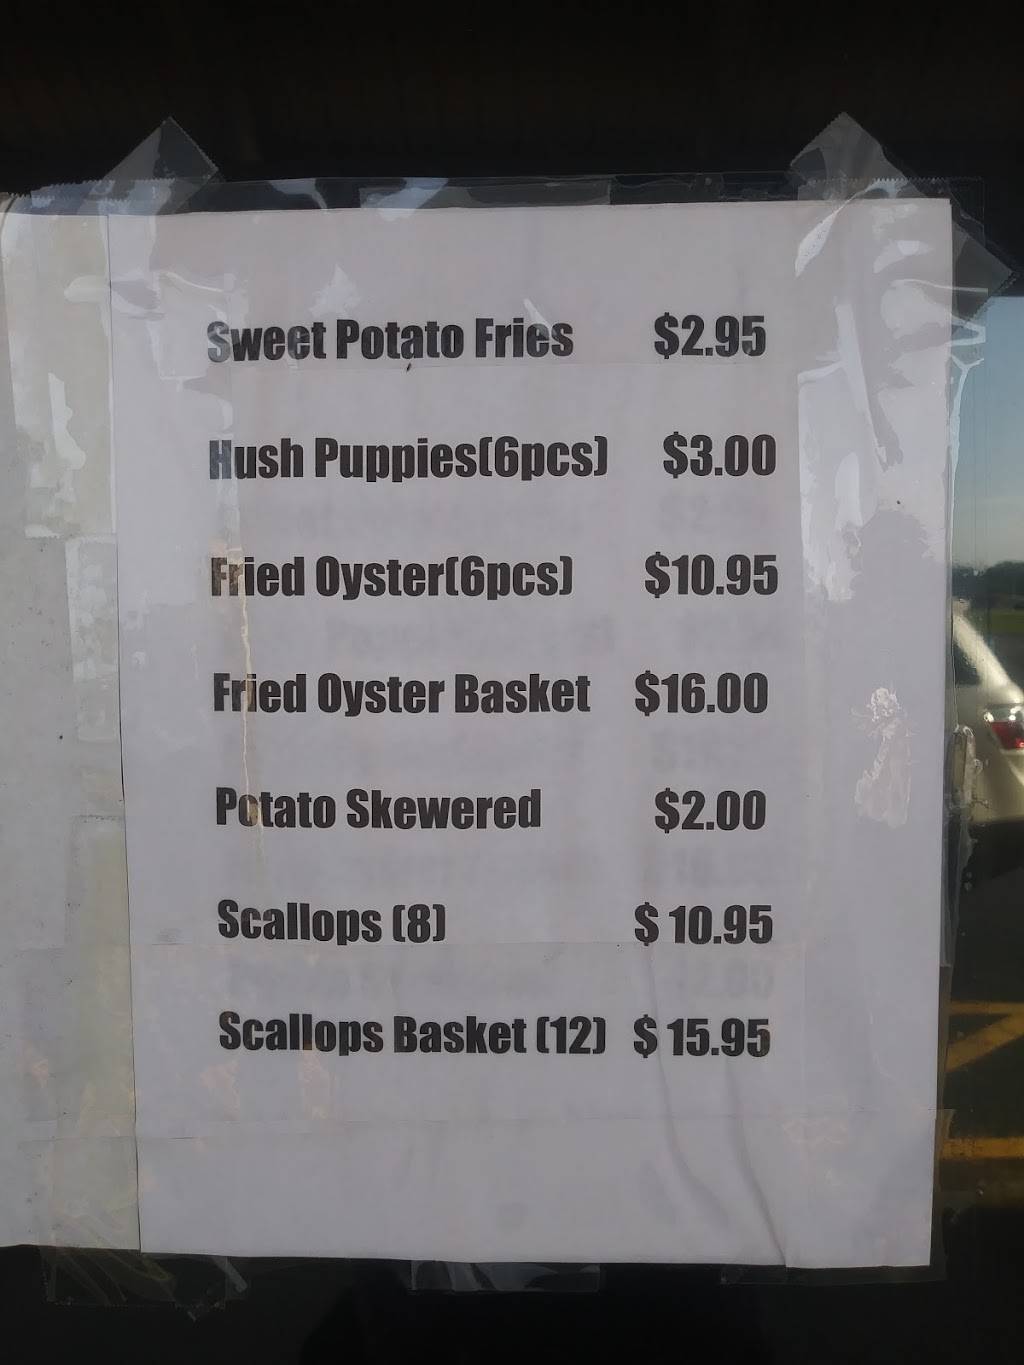 Sweet Potato Fries $2.95
Hush Puppies(6pcs) $3.00
Fried Oyster(6pcs) $10.95
Fried Oyster Basket $16.00
Potato Skewered $2.00
Scallops (8) $ 10.95
Scallops Basket (12) $ 15.95